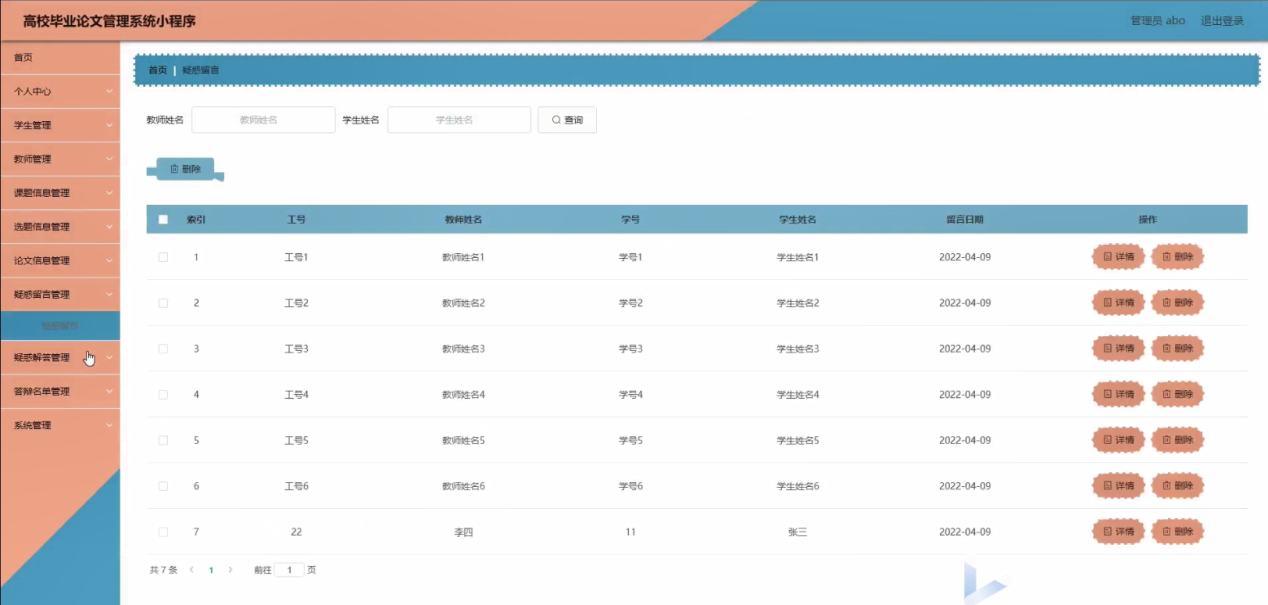 高校毕业论文管理系统小程序
管理员 abo 退出登录
首页
个人中心
学生管理
教师管理
课题信息管理
选题信息管理
论文信息管理
疑惑留言管理
疑惑留言
疑惑解答管理
答辩名单管理
系统管理
首页 | 疑惑留言
教师姓名 教师姓名 学生姓名 学生姓名 查询
删除
索引 工号 教师姓名 学号 学生姓名 留言日期 操作
1 工号1 教师姓名1 学号1 学生姓名1 2022-04-09 详情 删除
2 工号2 教师姓名2 学号2 学生姓名2 2022-04-09 详情 删除
3 工号3 教师姓名3 学号3 学生姓名3 2022-04-09 详情 删除
4 工号4 教师姓名4 学号4 学生姓名4 2022-04-09 详情 删除
5 工号5 教师姓名5 学号5 学生姓名5 2022-04-09 详情 删除
6 工号6 教师姓名6 学号6 学生姓名6 2022-04-09 详情 删除
7 22 李四 11 张三 2022-04-09 详情 删除
共 7 条 1 前往 1 页